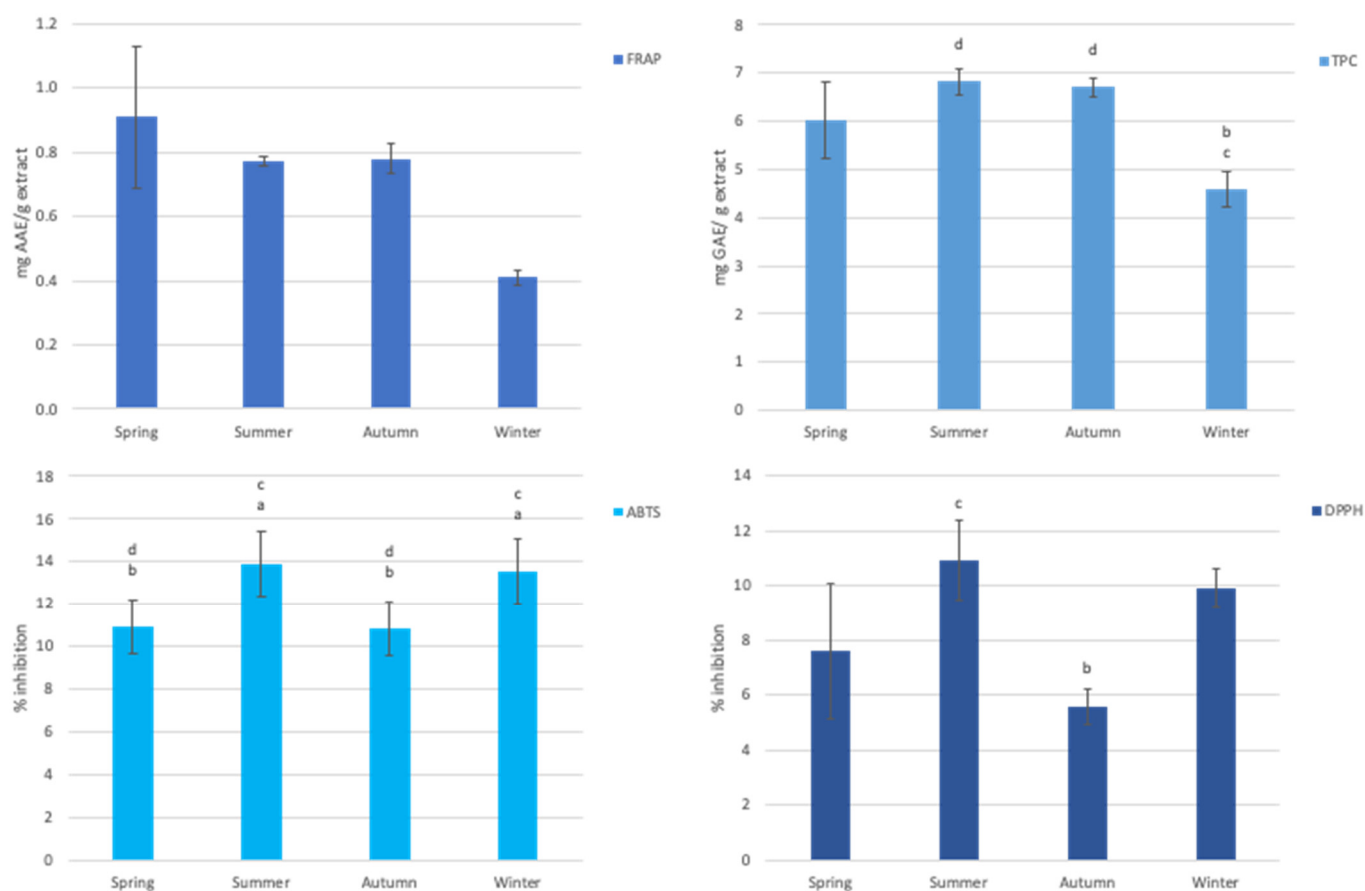 1.2
1.0
0.8
0.6
0.4
0.2
0.0
mg AAE/g extract
Spring Summer Autumn Winter
FRAP
8
7
6
5
4
3
2
1
0
mg GAE/ g extract
d d
b
c
Spring Summer Autumn Winter
TPC
18
16
14
12
10
8
6
4
2
0
% inhibition
d
b
c
a
d
b
c
a
Spring Summer Autumn Winter
ABTS
14
12
10
8
6
4
2
0
% inhibition
c
b
Spring Summer Autumn Winter
DPPH